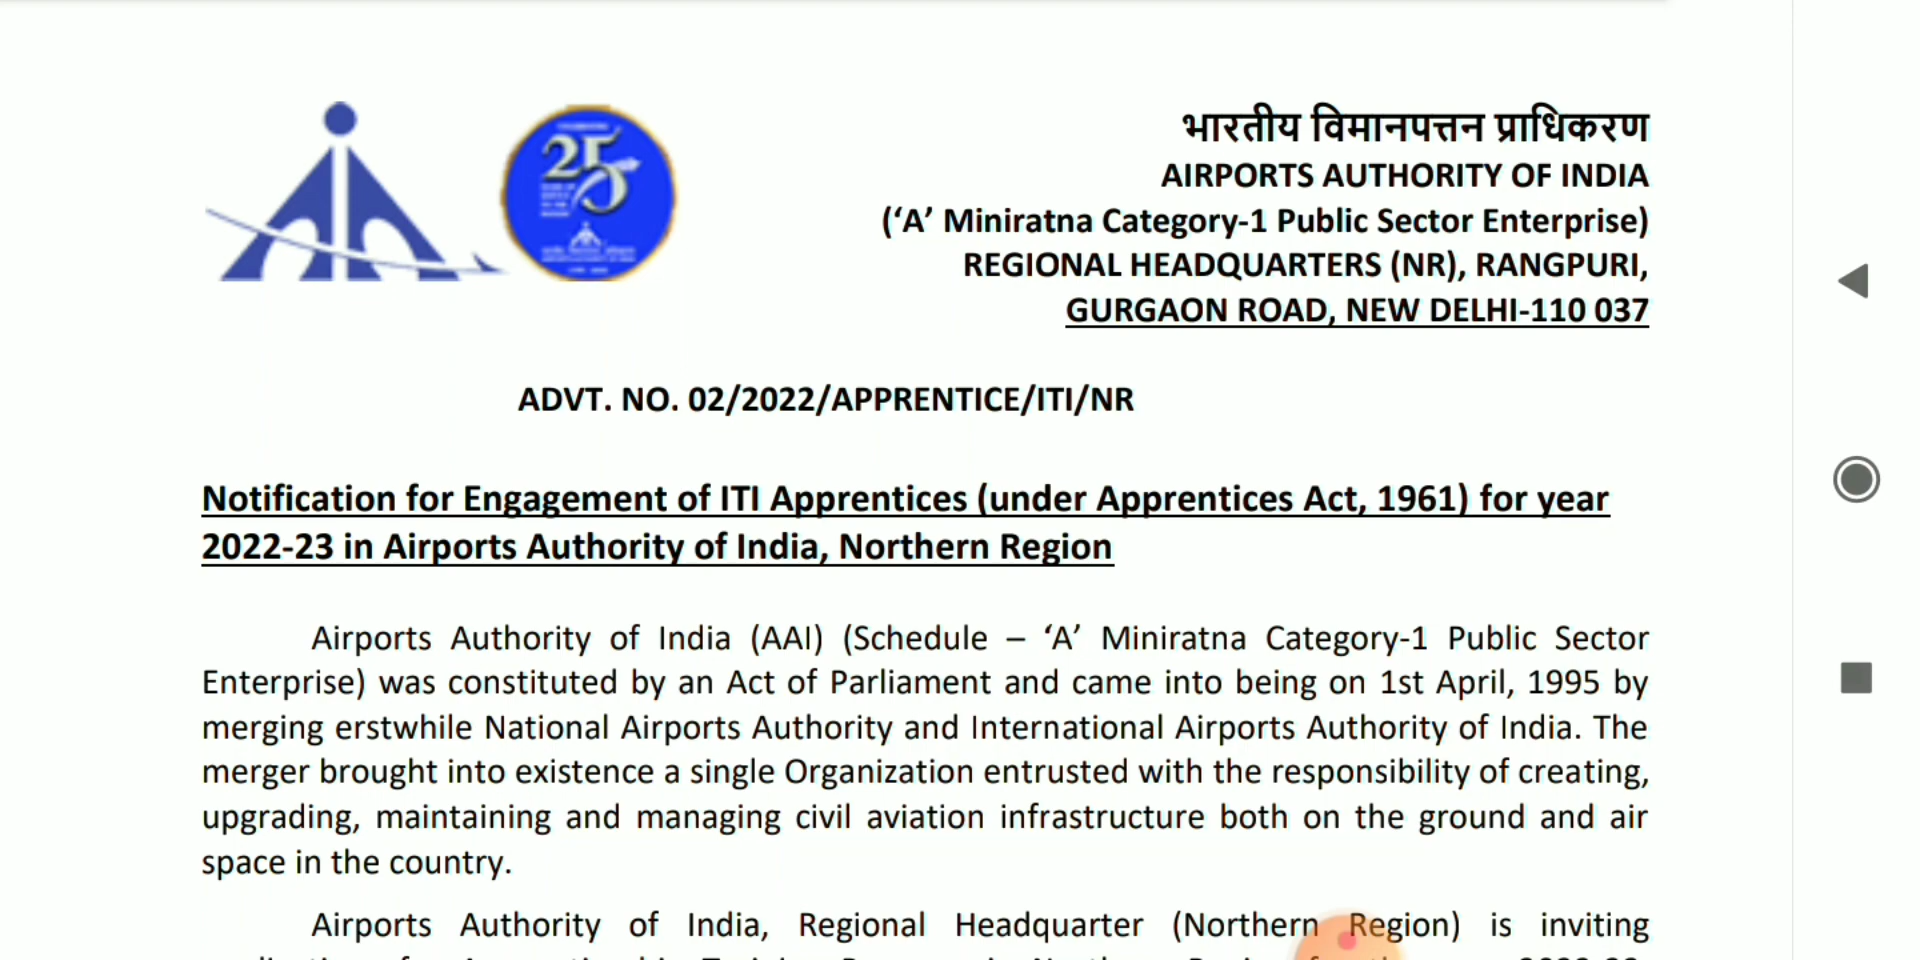 25
भारतीय विमानपत्तन प्राधिकरण
AIRPORTS AUTHORITY OF INDIA
(‘A’ Miniratna Category-1 Public Sector Enterprise)
REGIONAL HEADQUARTERS (NR), RANGPURI,
GURGAON ROAD, NEW DELHI-110 037
ADVT. NO. 02/2022/APPRENTICE/ITI/NR
Notification for Engagement of ITI Apprentices (under Apprentices Act, 1961) for year
2022-23 in Airports Authority of India, Northern Region
Airports Authority of India (AAI) (Schedule – ‘A’ Miniratna Category-1 Public Sector
Enterprise) was constituted by an Act of Parliament and came into being on 1st April, 1995 by
merging erstwhile National Airports Authority and International Airports Authority of India. The
merger brought into existence a single Organization entrusted with the responsibility of creating,
upgrading, maintaining and managing civil aviation infrastructure both on the ground and air
space in the country.
Airports Authority of India, Regional Headquarter (Northern Region) is inviting